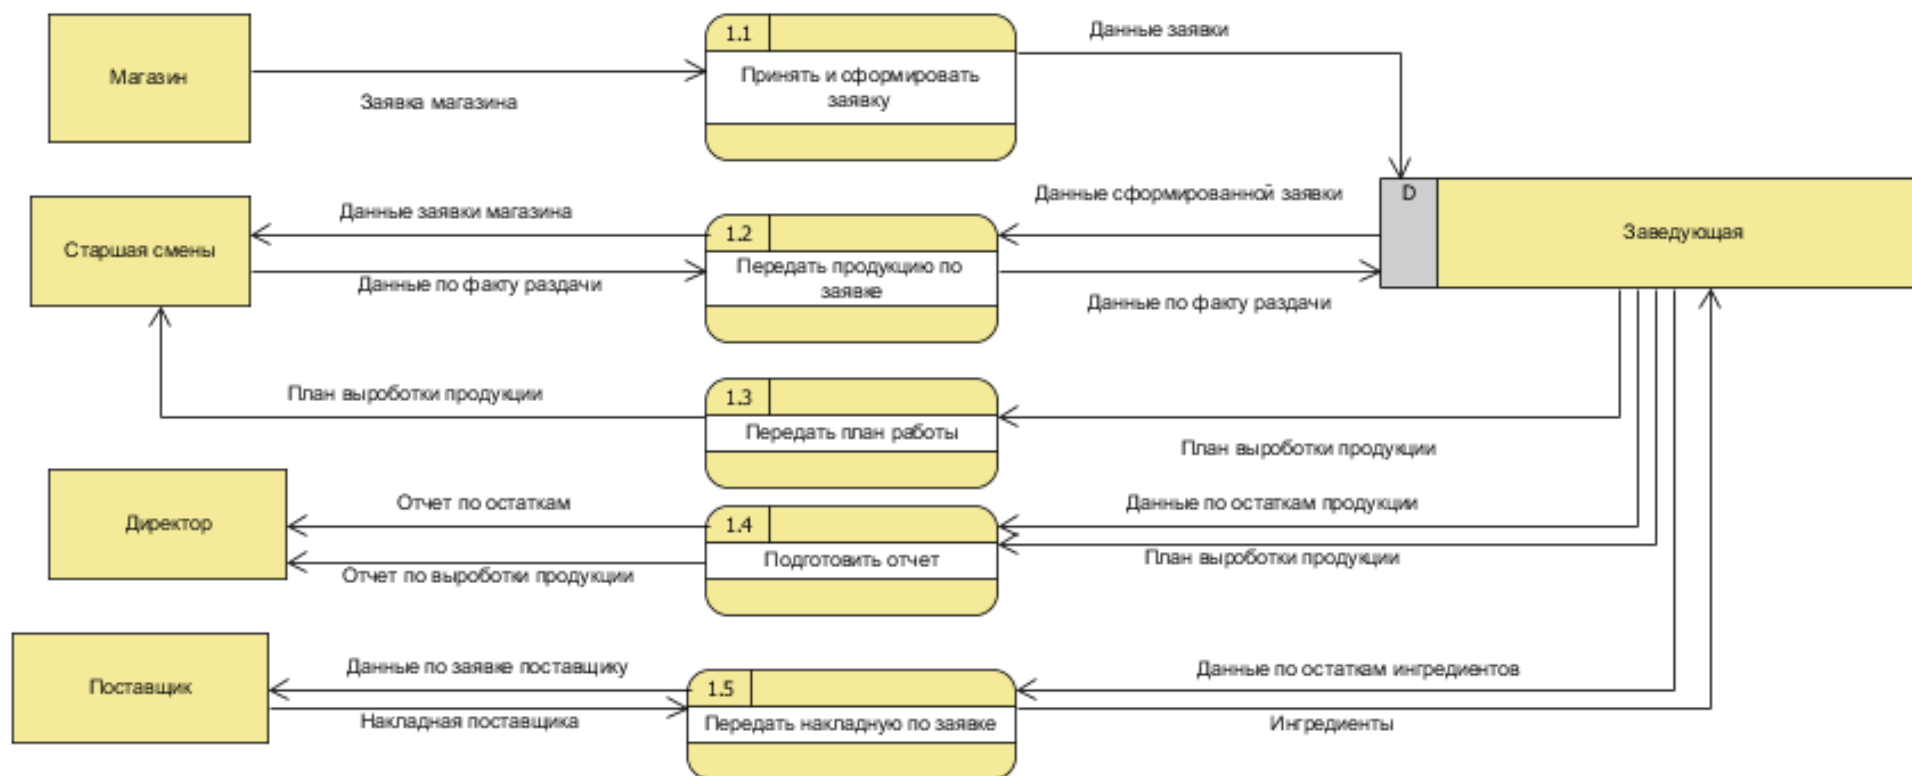 1.1
Данные заявки
Магазин
Принять и сформировать
заявку
Заявка магазина
Данные сформированной заявки
D
Данные заявки магазина
1.2
Заведующая
Старшая смены
Передать продукцию по
заявке
Данные по факту раздачи
Данные по факту раздачи
План выроботки продукции
1.3
Передать план работы
План выроботки продукции
Отчет по остаткам
Данные по остаткам продукции
Директор
1.4
Подготовить отчет
План выроботки продукции
Отчет по выроботки продукции
Данные по заявке поставщику
Данные по остаткам ингредиентов
Поставщик
1.5
Накладная поставщика
Передать накладную по заявке
Ингредиенты